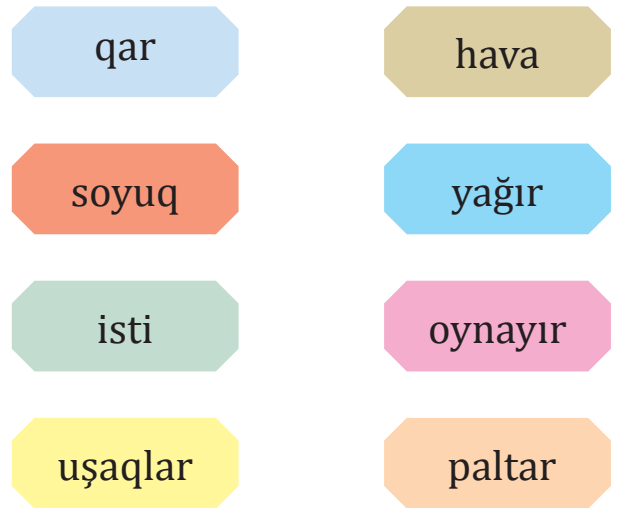 qar
hava
soyuq
yağır
isti
oynayır
uşaqlar
paltar